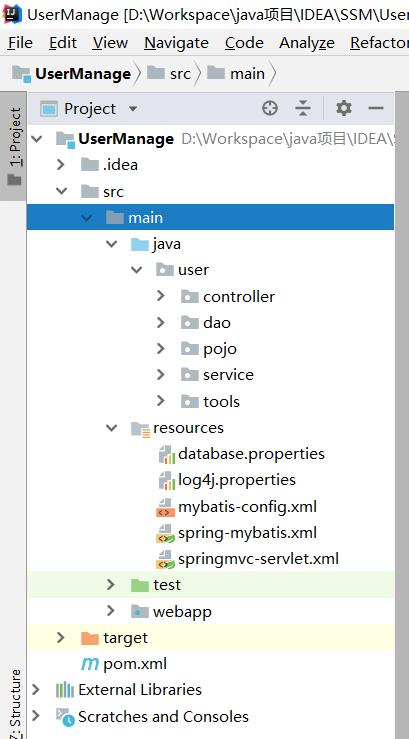 UserManage [D:\Workspace\java项目\IDEA\SSM\User
File Edit View Navigate Code Analyze Refactor
UserManage src main
1: Project
Project
UserManage D:\Workspace\java项目\IDEA\S
.idea
src
main
java
user
controller
dao
pojo
service
tools
resources
database.properties
log4j.properties
mybatis-config.xml
spring-mybatis.xml
springmvc-servlet.xml
test
webapp
target
pom.xml
External Libraries
Scratches and Consoles
Z: Structure